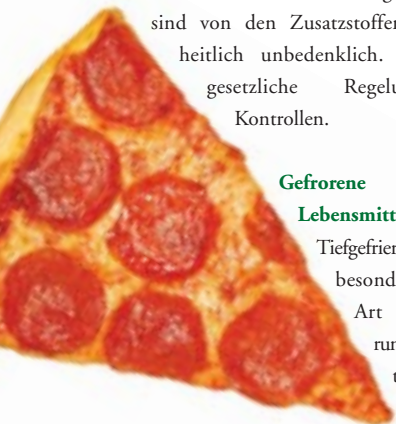 sind von den Zusatzstoffen
heitlich unbedenklich.
gesetzliche Regelu
Kontrollen.
Gefrorene
Lebensmitt
Tiefgefrier
besond
Art
run
t